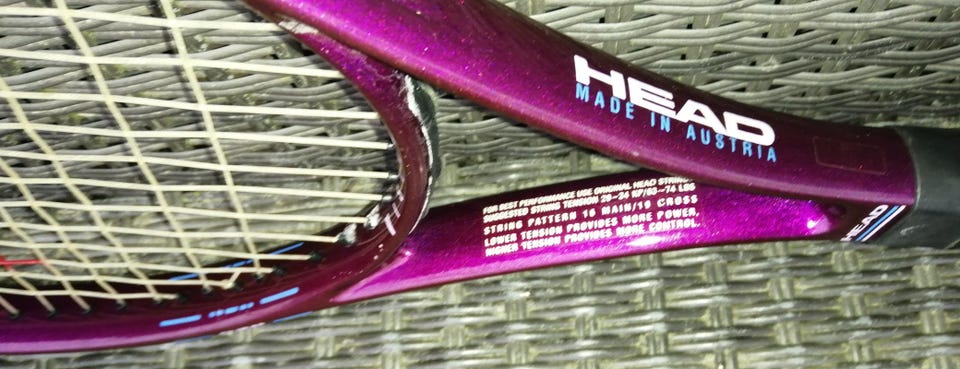 HEAD
MADE IN AUSTRIA
FOR BEST PERFORMANCE USE ORIGINAL HEAD STRING
SUGGESTED STRING TENSION 28-34 KP/63-74 LBS
STRING PATTERN 16 MAIN/19 CROSS
LOWER TENSION PROVIDES MORE POWER,
HIGHER TENSION PROVIDES MORE CONTROL.
HEAD